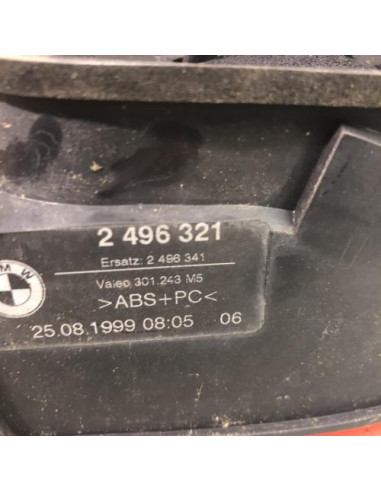 2 496 321
Ersatz: 2 496 341
BMW
Valeo 301.243 M5
>ABS+PC<
25.08.1999 08:05 06